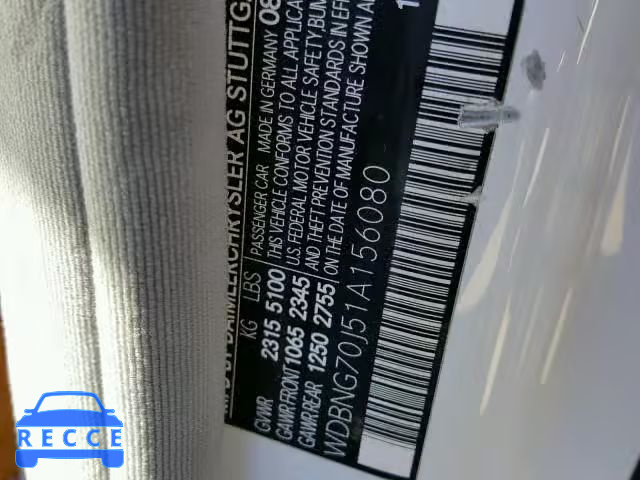 BY DAIMLERCHRYSLER AG STUTTG
KG LBS PASSENGER CAR MADE IN GERMANY 08
GVWR 2315 5100 THIS VEHICLE CONFORMS TO ALL APPLICA
GAWR FRONT 1065 2345 U.S. FEDERAL MOTOR VEHICLE SAFETY BUM
GAWR REAR 1250 2755 AND THEFT PREVENTION STANDARDS IN EFF
ON THE DATE OF MANUFACTURE SHOWN A
WDBNG70J51A156080
RECCE